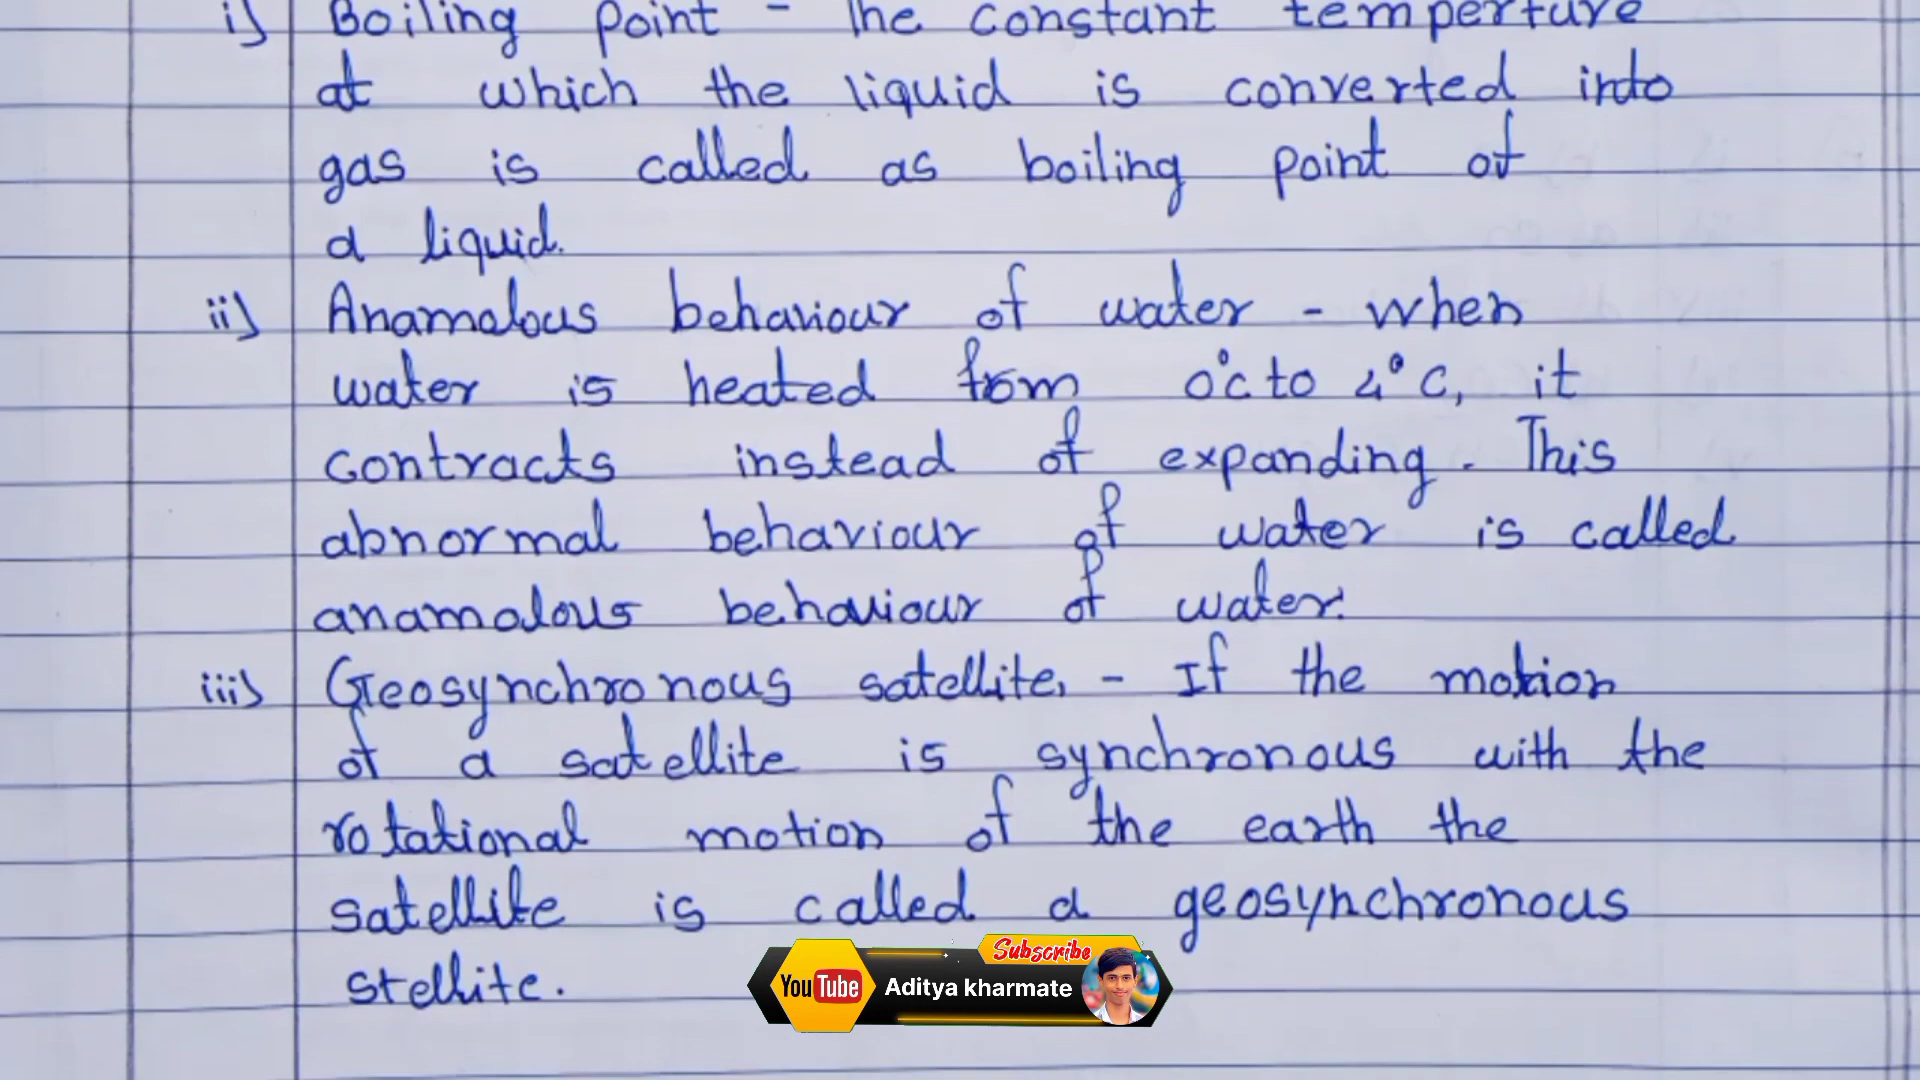 i) Boiling point - The constant temperture
at which the liquid is converted into
gas is called as boiling point of
a liquid.
ii) Anamalous behaviour of water - when
water is heated from 0°c to 4°C, it
contracts instead of expanding. This
abnormal behaviour of water is called
anamolous behaviour of water.
iii) Geosynchronous satellite, - If the motion
of a satellite is synchronous with the
rotational motion of the earth the
satellite is called a geosynchronous
stellite.
Subscribe
YouTube Aditya kharmate